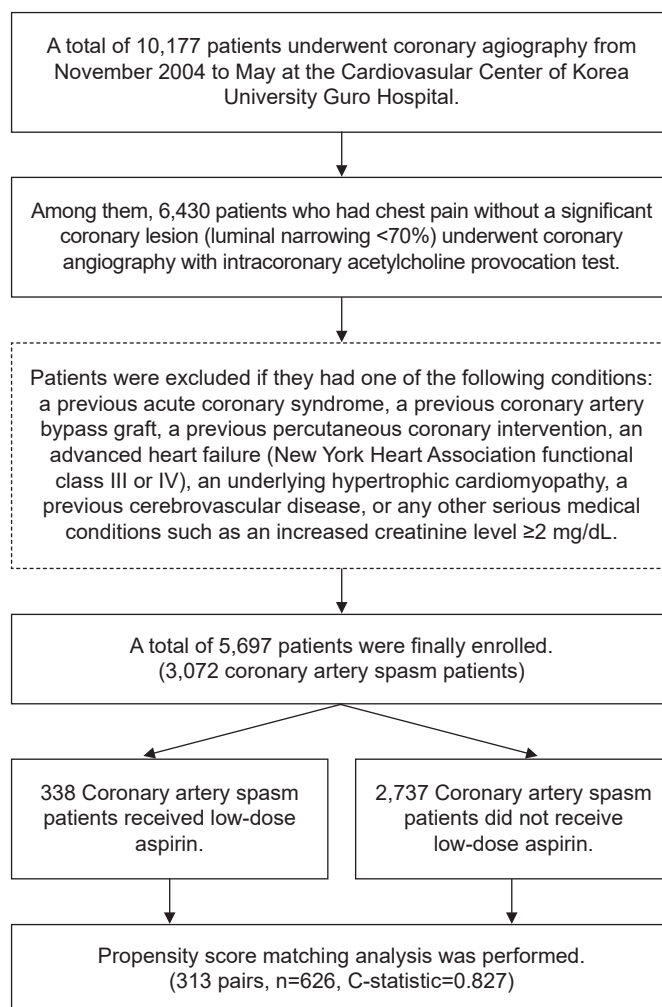 A total of 10,177 patients underwent coronary agiography from
November 2004 to May at the Cardiovasular Center of Korea
University Guro Hospital.
Among them, 6,430 patients who had chest pain without a significant
coronary lesion (luminal narrowing <70%) underwent coronary
angiography with intracoronary acetylcholine provocation test.
Patients were excluded if they had one of the following conditions:
a previous acute coronary syndrome, a previous coronary artery
bypass graft, a previous percutaneous coronary intervention, an
advanced heart failure (New York Heart Association functional
class III or IV), an underlying hypertrophic cardiomyopathy, a
previous cerebrovascular disease, or any other serious medical
conditions such as an increased creatinine level ≥2 mg/dL.
A total of 5,697 patients were finally enrolled.
(3,072 coronary artery spasm patients)
338 Coronary artery spasm
patients received low-dose
aspirin.
2,737 Coronary artery spasm
patients did not receive
low-dose aspirin.
Propensity score matching analysis was performed.
(313 pairs, n=626, C-statistic=0.827)